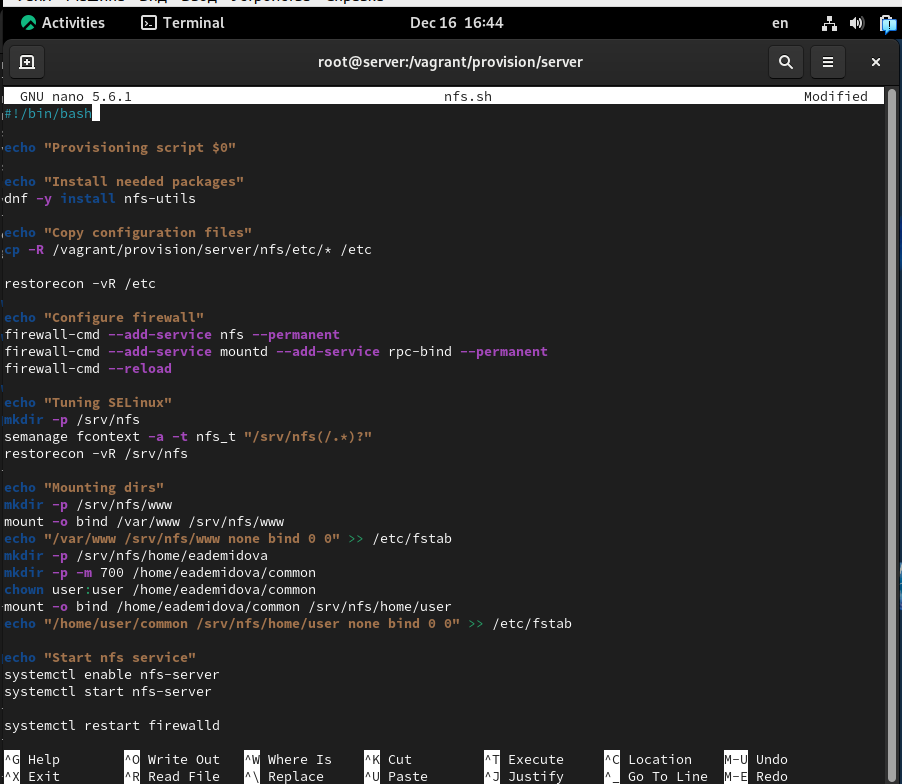 Activities Terminal Dec 16 16:44 en
root@server:/vagrant/provision/server
GNU nano 5.6.1 nfs.sh Modified
#!/bin/bash
echo "Provisioning script $0"
echo "Install needed packages"
dnf -y install nfs-utils
echo "Copy configuration files"
cp -R /vagrant/provision/server/nfs/etc/* /etc
restorecon -vR /etc
echo "Configure firewall"
firewall-cmd --add-service nfs --permanent
firewall-cmd --add-service mountd --add-service rpc-bind --permanent
firewall-cmd --reload
echo "Tuning SELinux"
mkdir -p /srv/nfs
semanage fcontext -a -t nfs_t "/srv/nfs(/.*)?"
restorecon -vR /srv/nfs
echo "Mounting dirs"
mkdir -p /srv/nfs/www
mount -o bind /var/www /srv/nfs/www
echo "/var/www /srv/nfs/www none bind 0 0" >> /etc/fstab
mkdir -p /srv/nfs/home/eademidova
mkdir -p -m 700 /home/eademidova/common
chown user:user /home/eademidova/common
mount -o bind /home/eademidova/common /srv/nfs/home/user
echo "/home/user/common /srv/nfs/home/user none bind 0 0" >> /etc/fstab
echo "Start nfs service"
systemctl enable nfs-server
systemctl start nfs-server
systemctl restart firewalld
^G Help ^O Write Out ^W Where Is ^K Cut ^T Execute ^C Location M-U Undo
^X Exit ^R Read File ^\ Replace ^U Paste ^J Justify ^_ Go To Line M-E Redo